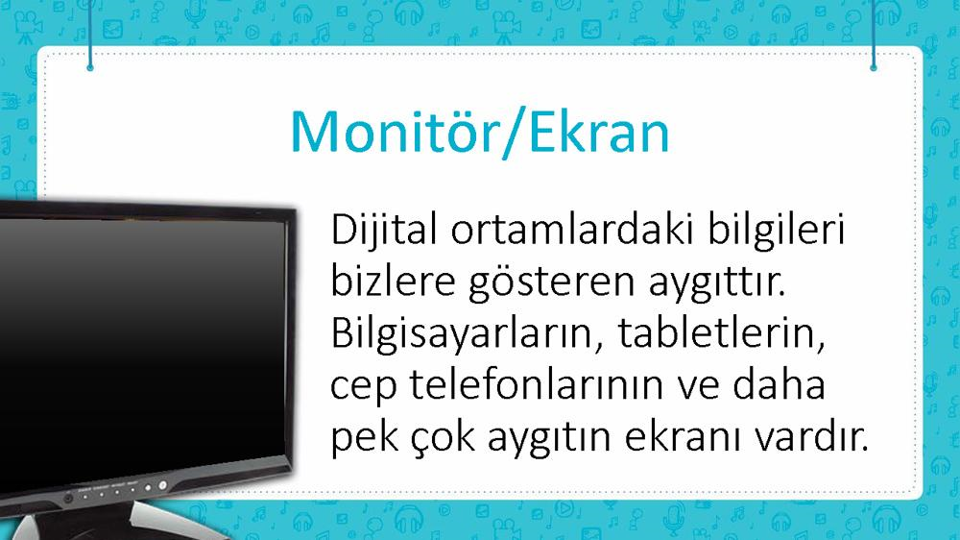 Monitör/Ekran
Dijital ortamlardaki bilgileri
bizlere gösteren aygıttır.
Bilgisayarların, tabletlerin,
cep telefonlarının ve daha
pek çok aygıtın ekranı vardır.